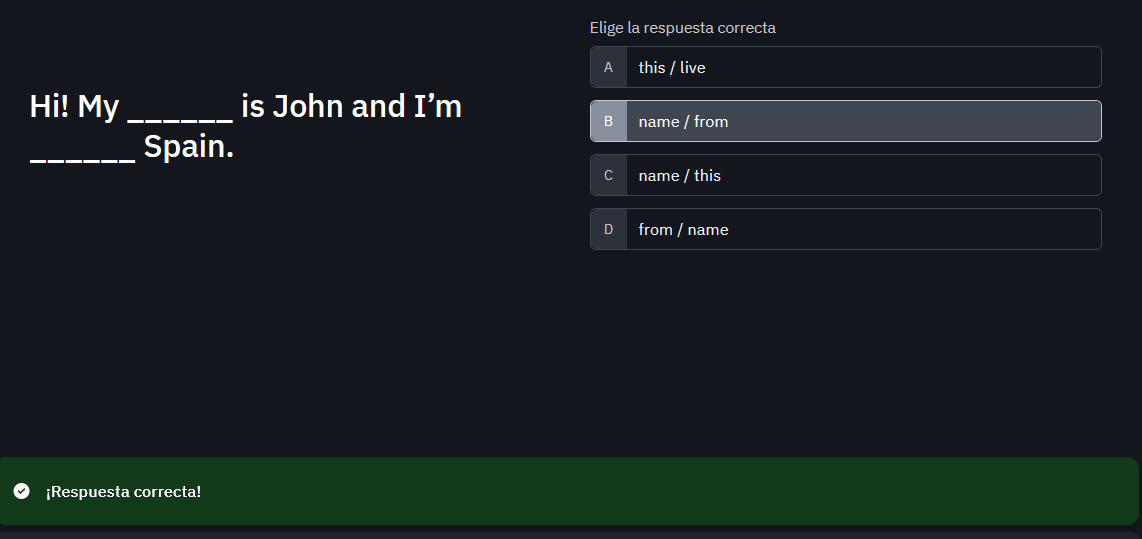 Hi! My ______ is John and I’m
______ Spain.
Elige la respuesta correcta
A this / live
B name / from
C name / this
D from / name
¡Respuesta correcta!